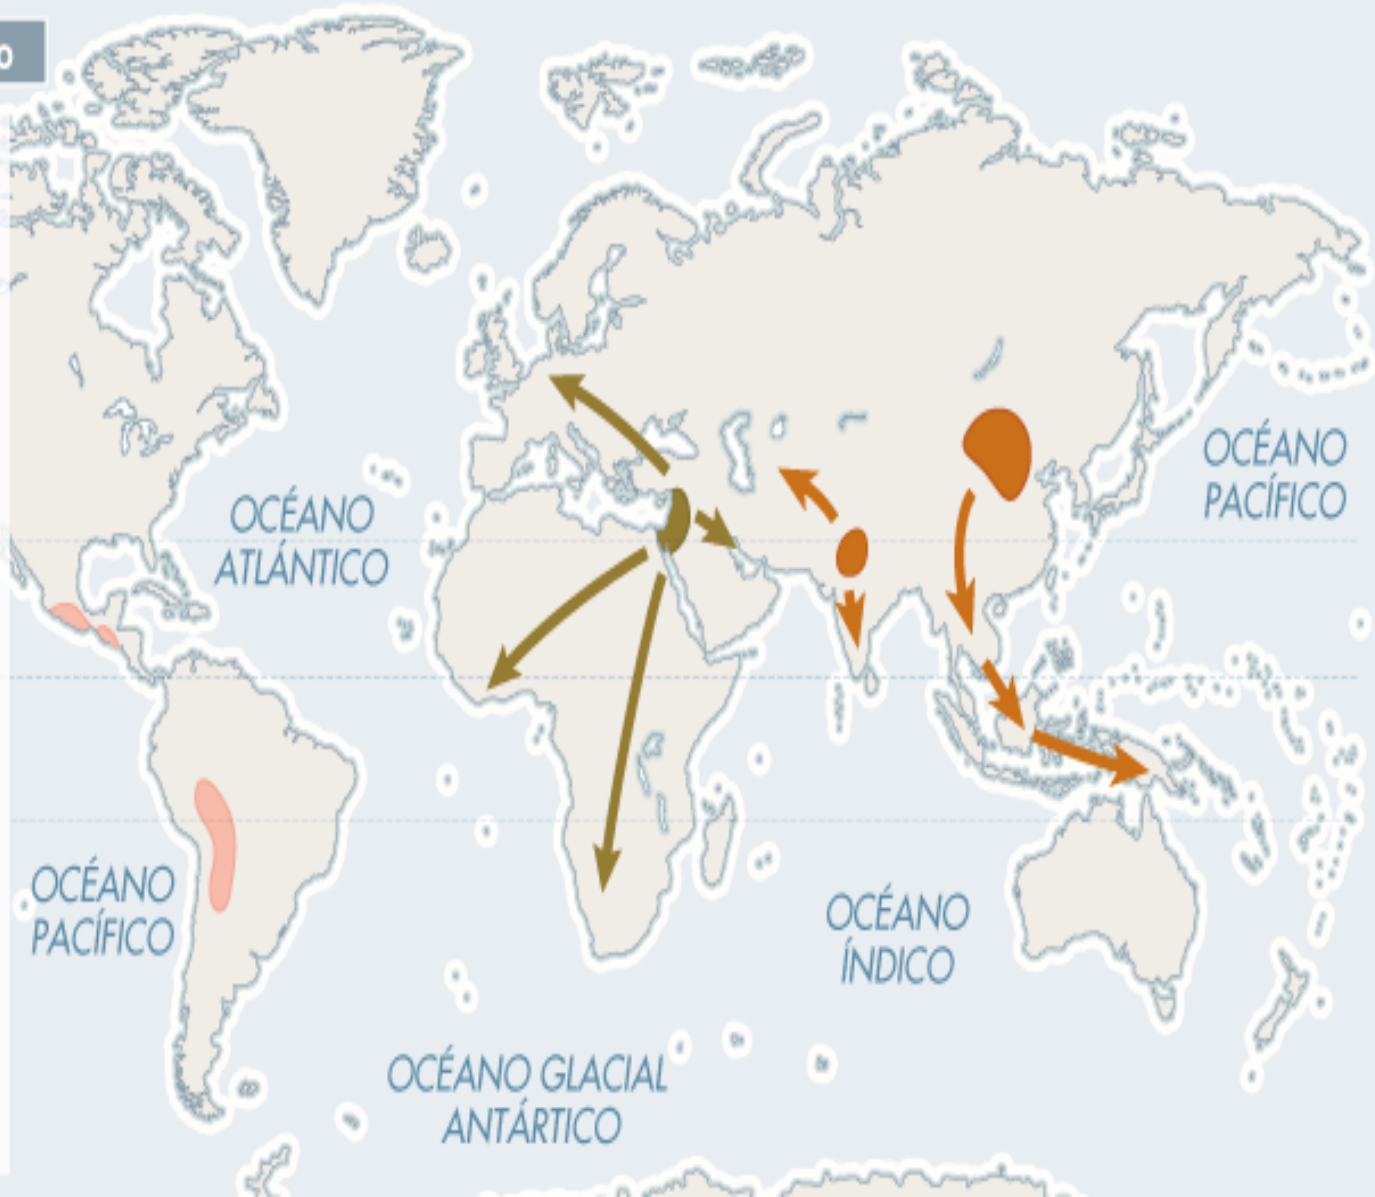 o
OCÉANO
PACÍFICO
OCÉANO
ATLÁNTICO
OCÉANO
PACÍFICO
OCÉANO
ÍNDICO
OCÉANO GLACIAL
ANTÁRTICO